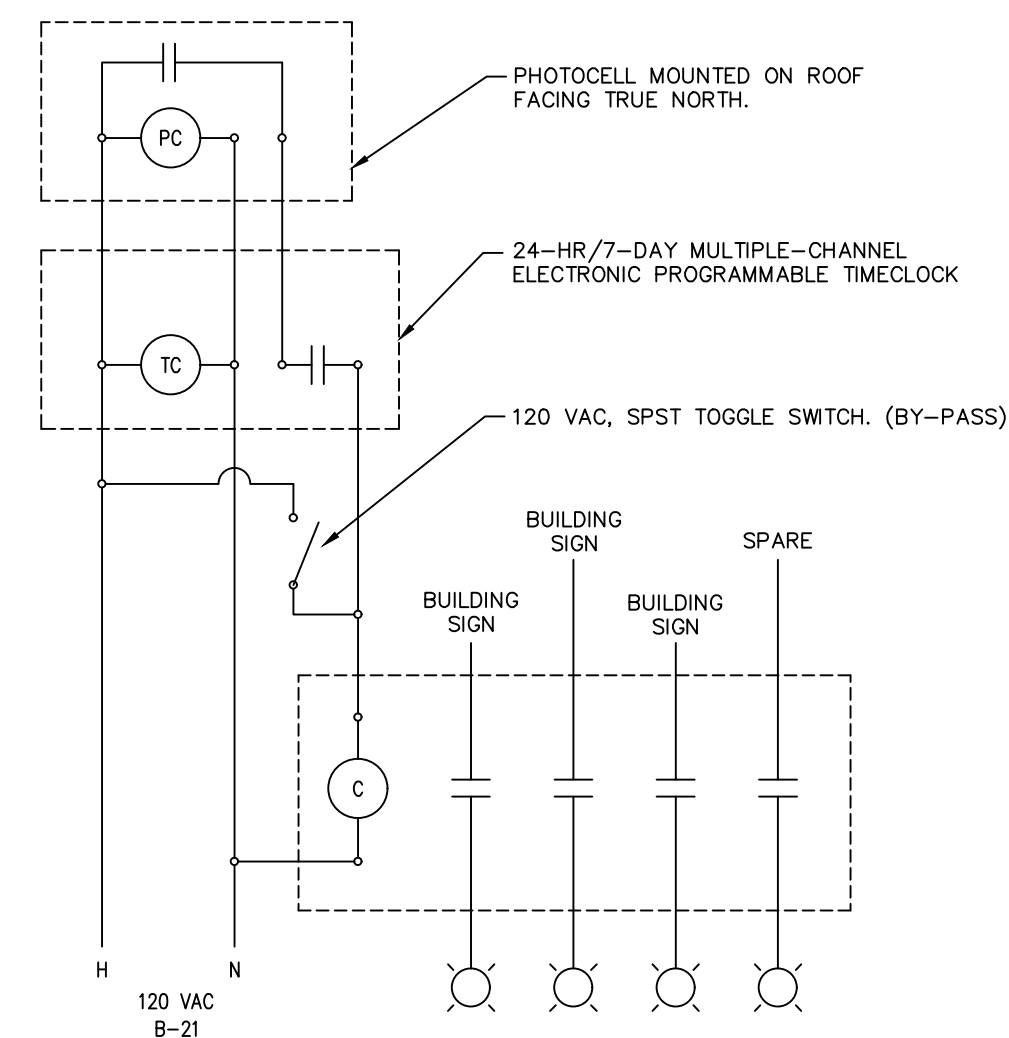 PHOTOCELL MOUNTED ON ROOF
FACING TRUE NORTH.
PC
24-HR/7-DAY MULTIPLE-CHANNEL
ELECTRONIC PROGRAMMABLE TIMECLOCK
TC
120 VAC, SPST TOGGLE SWITCH. (BY-PASS)
BUILDING
SIGN
BUILDING
SIGN
BUILDING
SIGN
SPARE
C
H
N
120 VAC
B-21